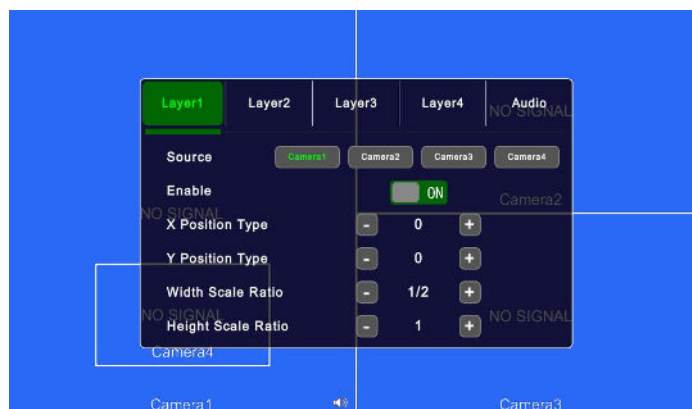 Layer1 Layer2 Layer3 Layer4 Audio
NO SIGNAL
Source Camera1 Camera2 Camera3 Camera4
Enable ON
Camera2
NO SIGNAL
X Position Type - 0 +
Y Position Type - 0 +
Width Scale Ratio - 1/2 +
NO SIGNAL NO SIGNAL
Height Scale Ratio - 1 +
Camera4
Camera1 Camera3